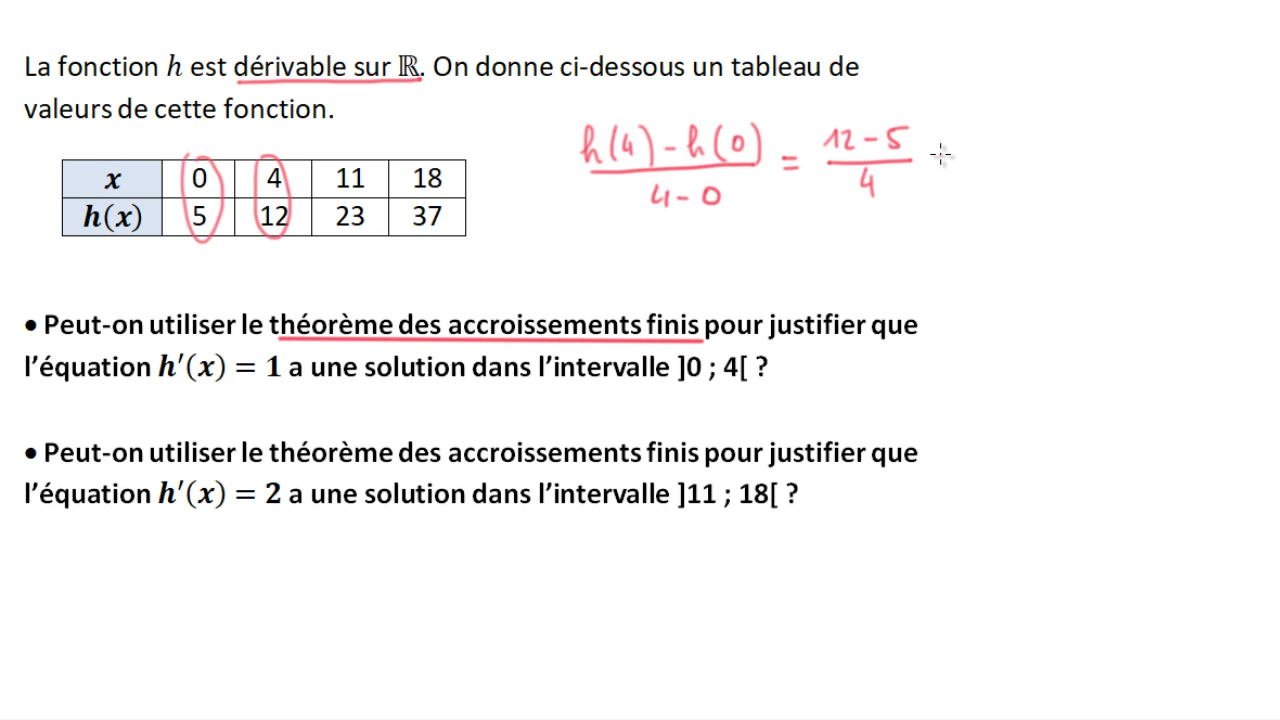 La fonction ℎ est dérivable sur ℝ. On donne ci-dessous un tableau de
valeurs de cette fonction.
h(4) - h(0) / 4 - 0 = 12 - 5 / 4
x 0 4 11 18
h(x) 5 12 23 37
• Peut-on utiliser le théorème des accroissements finis pour justifier que
l’équation h′(x) = 1 a une solution dans l’intervalle ]0 ; 4[ ?
• Peut-on utiliser le théorème des accroissements finis pour justifier que
l’équation h′(x) = 2 a une solution dans l’intervalle ]11 ; 18[ ?